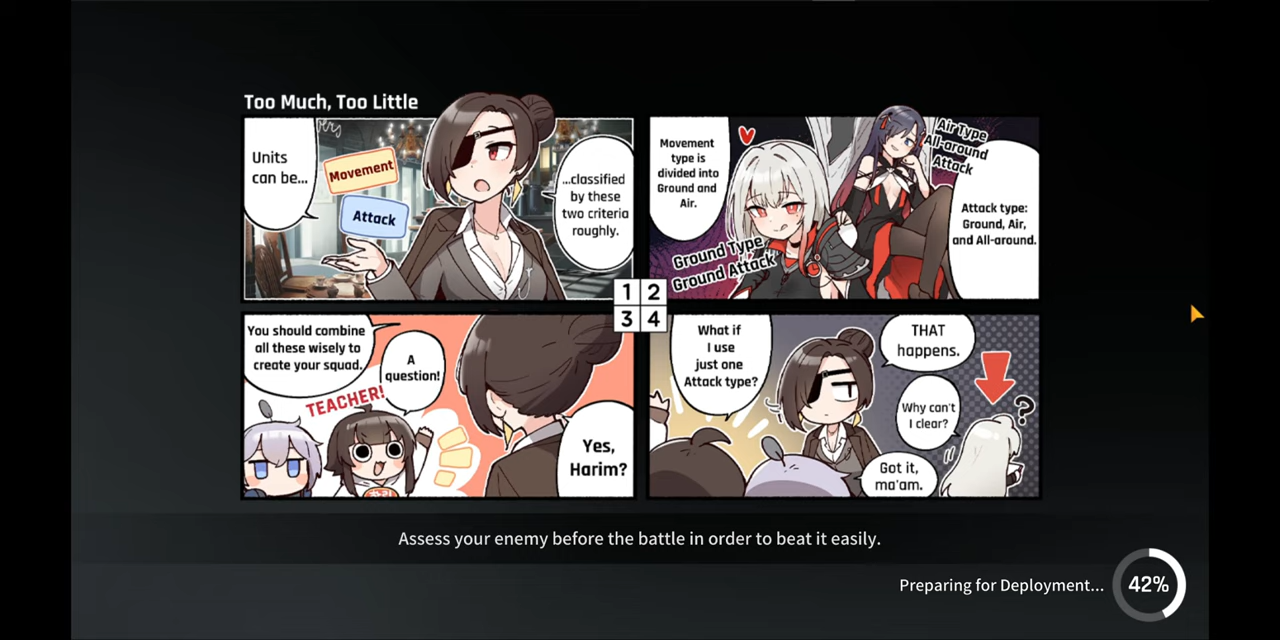 Too Much, Too Little
Units
can be...
Movement
Attack
...classified
by these
two criteria
roughly.
Movement
type is
divided into
Ground and
Air.
Air Type
All-around
Attack
Ground Type
Ground Attack
Attack type:
Ground, Air,
and All-around.
1 2
3 4
You should combine
all these wisely to
create your squad.
TEACHER!
A
question!
Yes,
Harim?
What if
I use
just one
Attack type?
THAT
happens.
Why can't
I clear?
?
Got it,
ma'am.
Assess your enemy before the battle in order to beat it easily.
Preparing for Deployment...
42%